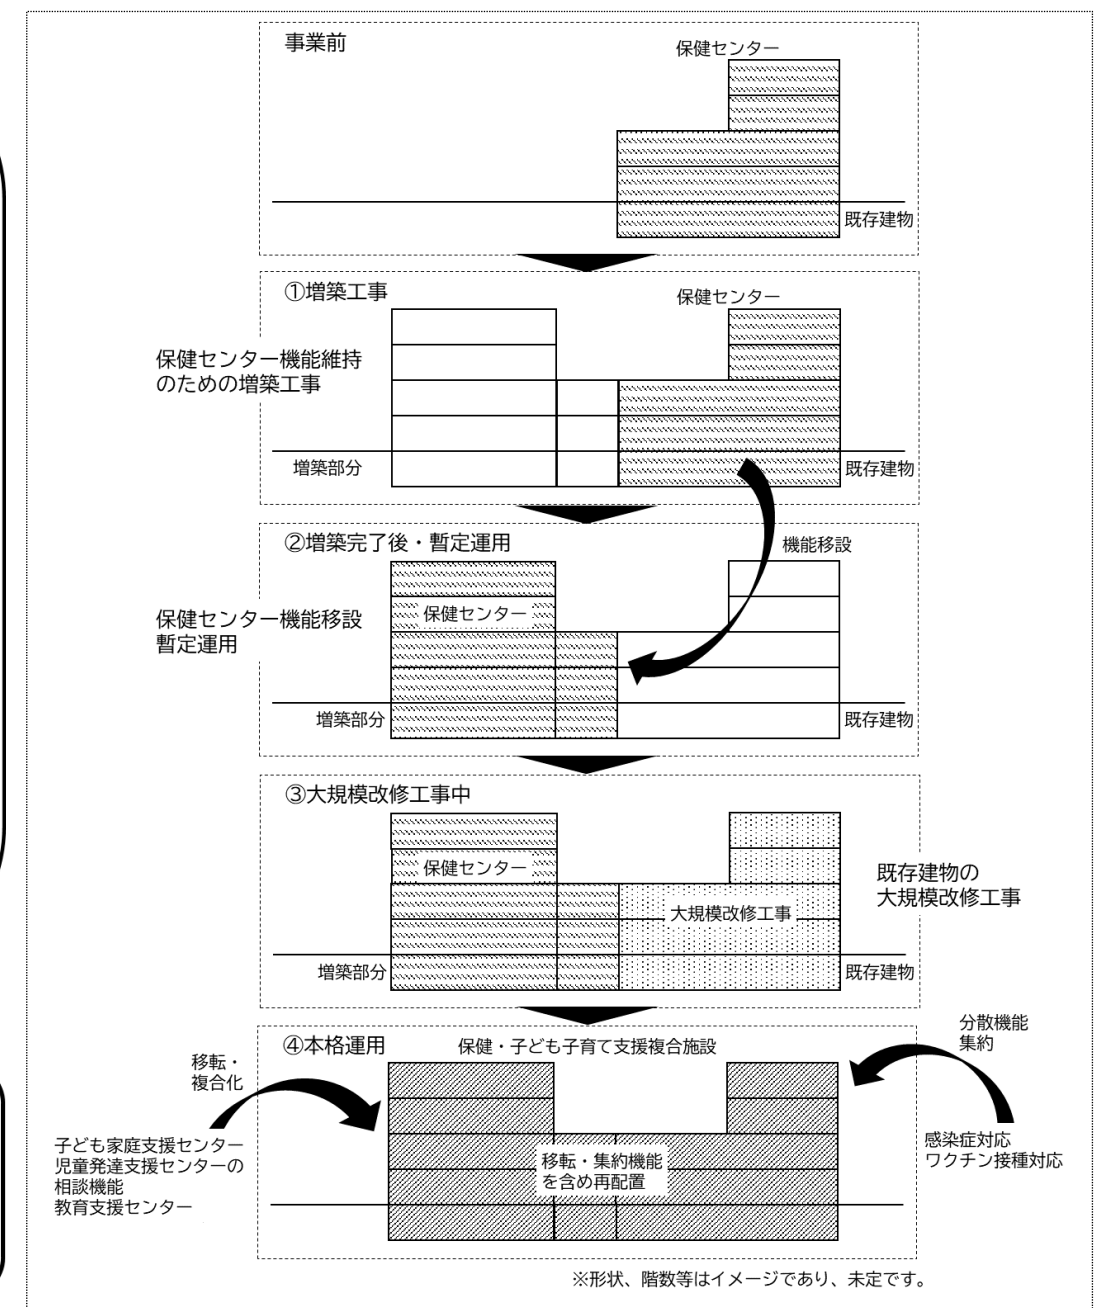 事業前
保健センター
既存建物
①増築工事
保健センター
保健センター機能維持
のための増築工事
増築部分
既存建物
②増築完了後・暫定運用
機能移設
保健センター
保健センター機能移設
暫定運用
増築部分
既存建物
③大規模改修工事中
保健センター
既存建物の
大規模改修工事
大規模改修工事
増築部分
既存建物
④本格運用
保健・子ども子育て支援複合施設
分散機能
集約
移転・
複合化
子ども家庭支援センター
児童発達支援センターの
相談機能
教育支援センター
移転・集約機能
を含め再配置
感染症対応
ワクチン接種対応
※形状、階数等はイメージであり、未定です。